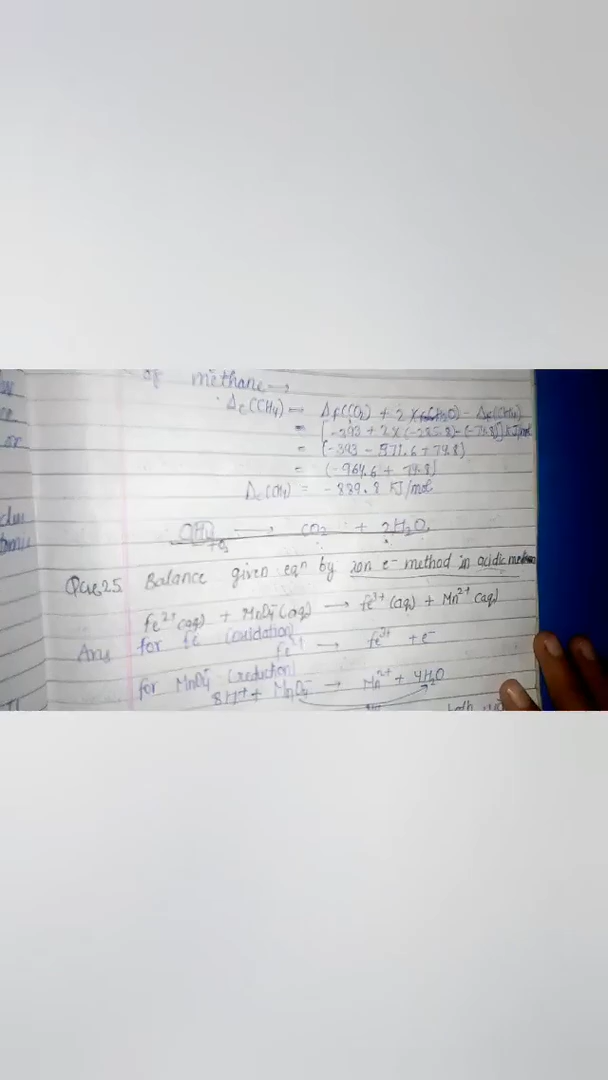 of methane →
Δc(CH4) = Δf(CO2) + 2 × f(H2O) - Δf(CH4)
= [-393 + 2×(-285.8) - (-74.8)] KJ/mol
= (-393 - 571.6 + 74.8)
= (-964.6 + 74.8)
Δc(CH4) = -889.8 KJ/mol
CH4 → CO2 + 2H2O
+O2
Que25 Balance given eqn by ion e⁻ method in acidic medium
Fe²⁺(aq) + MnO4⁻(aq) → Fe³⁺(aq) + Mn²⁺(aq)
Ans for fe (oxidation)
Fe²⁺ → fe³⁺ + e⁻
for MnO4⁻ (reduction)
8H⁺ + MnO4⁻ → Mn²⁺ + 4H2O
both